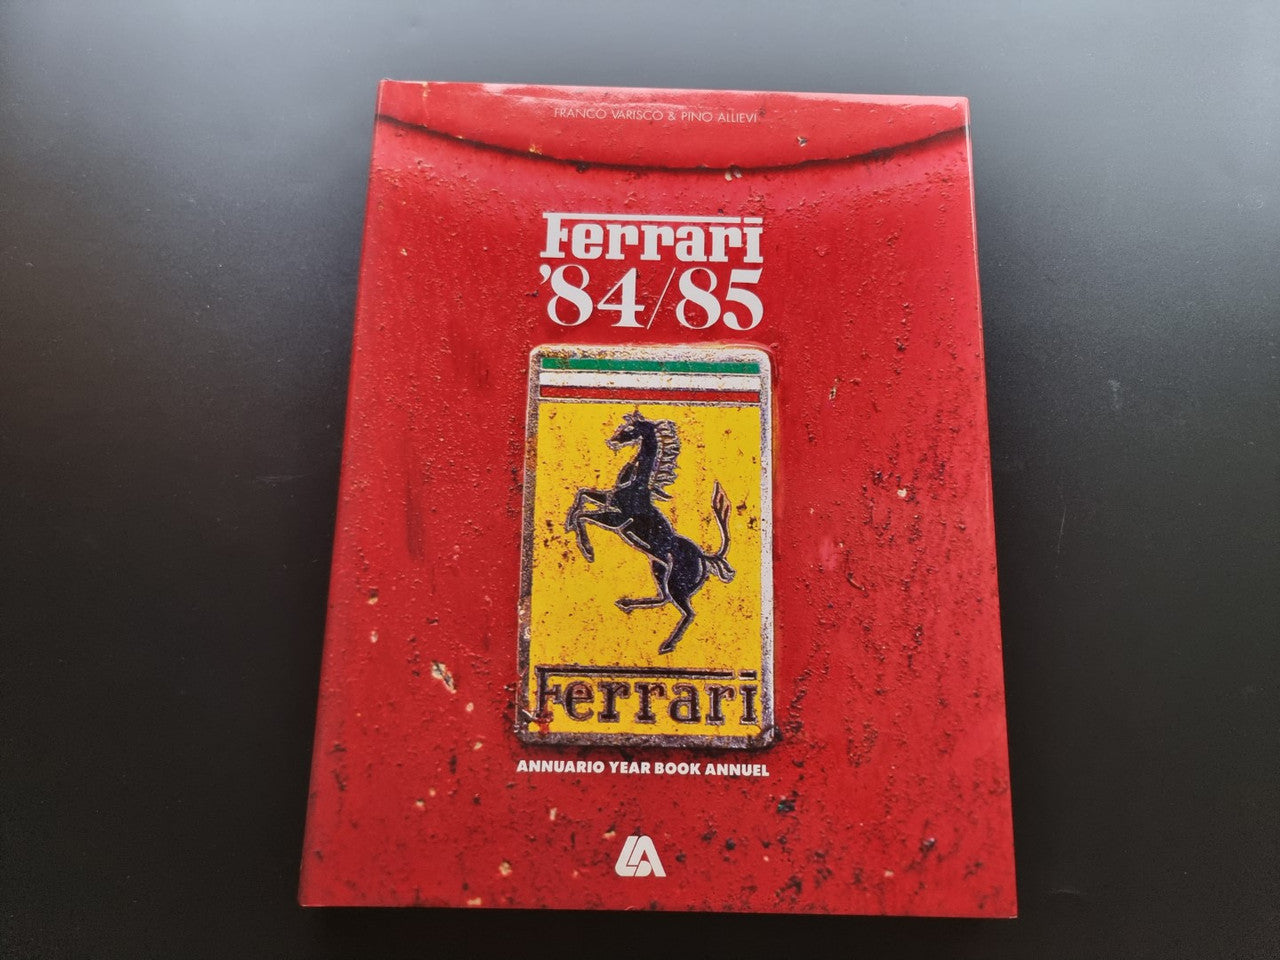 FRANCO VARISCO & PINO ALLIEVI
Ferrari
'84/85
Ferrari
ANNUARIO YEAR BOOK ANNUEL
LA